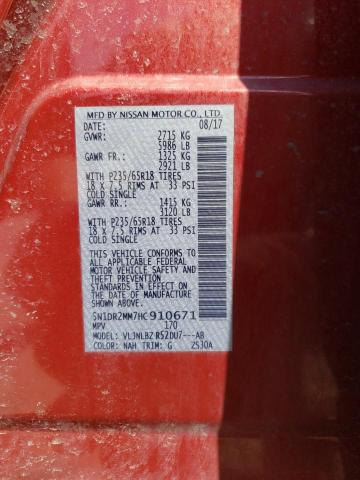 MFD BY NISSAN MOTOR CO., LTD.
DATE: 08/17
GVWR: 2715 KG
5986 LB
GAWR FR.: 1325 KG
2921 LB
WITH P235/65R18 TIRES
18 X 7.5 RIMS AT 33 PSI
COLD SINGLE
GAWR RR.: 1415 KG
3120 LB
WITH P235/65R18 TIRES
18 X 7.5 RIMS AT 33 PSI
COLD SINGLE
THIS VEHICLE CONFORMS TO ALL
APPLICABLE FEDERAL MOTOR
VEHICLE SAFETY, BUMPER, AND
THEFT PREVENTION STANDARDS
IN EFFECT ON THE DATE OF MFR.
SHOWN ABOVE
5N1DR2MM7HC910671
MPV 170
MODEL: VLJNLBZ R52DU7---AB
COLOR: NAH TRIM: G 2530A